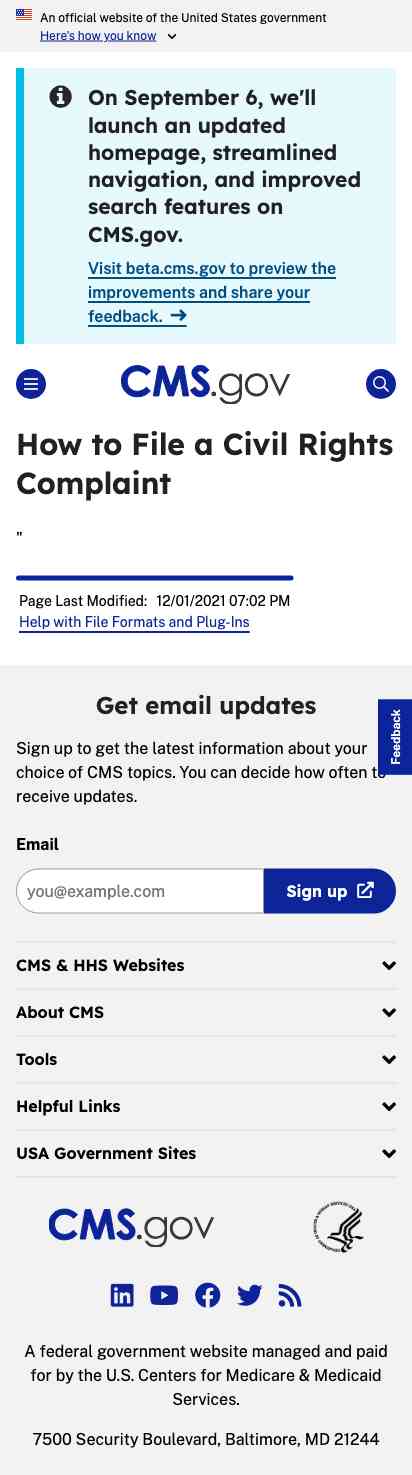 An official website of the United States government
Here's how you know
On September 6, we'll
launch an updated
homepage, streamlined
navigation, and improved
search features on
CMS.gov.
Visit beta.cms.gov to preview the
improvements and share your
feedback. →
CMS.gov
How to File a Civil Rights
Complaint
"
Page Last Modified: 12/01/2021 07:02 PM
Help with File Formats and Plug-Ins
Get email updates
Feedback
Sign up to get the latest information about your
choice of CMS topics. You can decide how often to
receive updates.
Email
you@example.com
Sign up
CMS & HHS Websites
About CMS
Tools
Helpful Links
USA Government Sites
CMS.gov
A federal government website managed and paid
for by the U.S. Centers for Medicare & Medicaid
Services.
7500 Security Boulevard, Baltimore, MD 21244